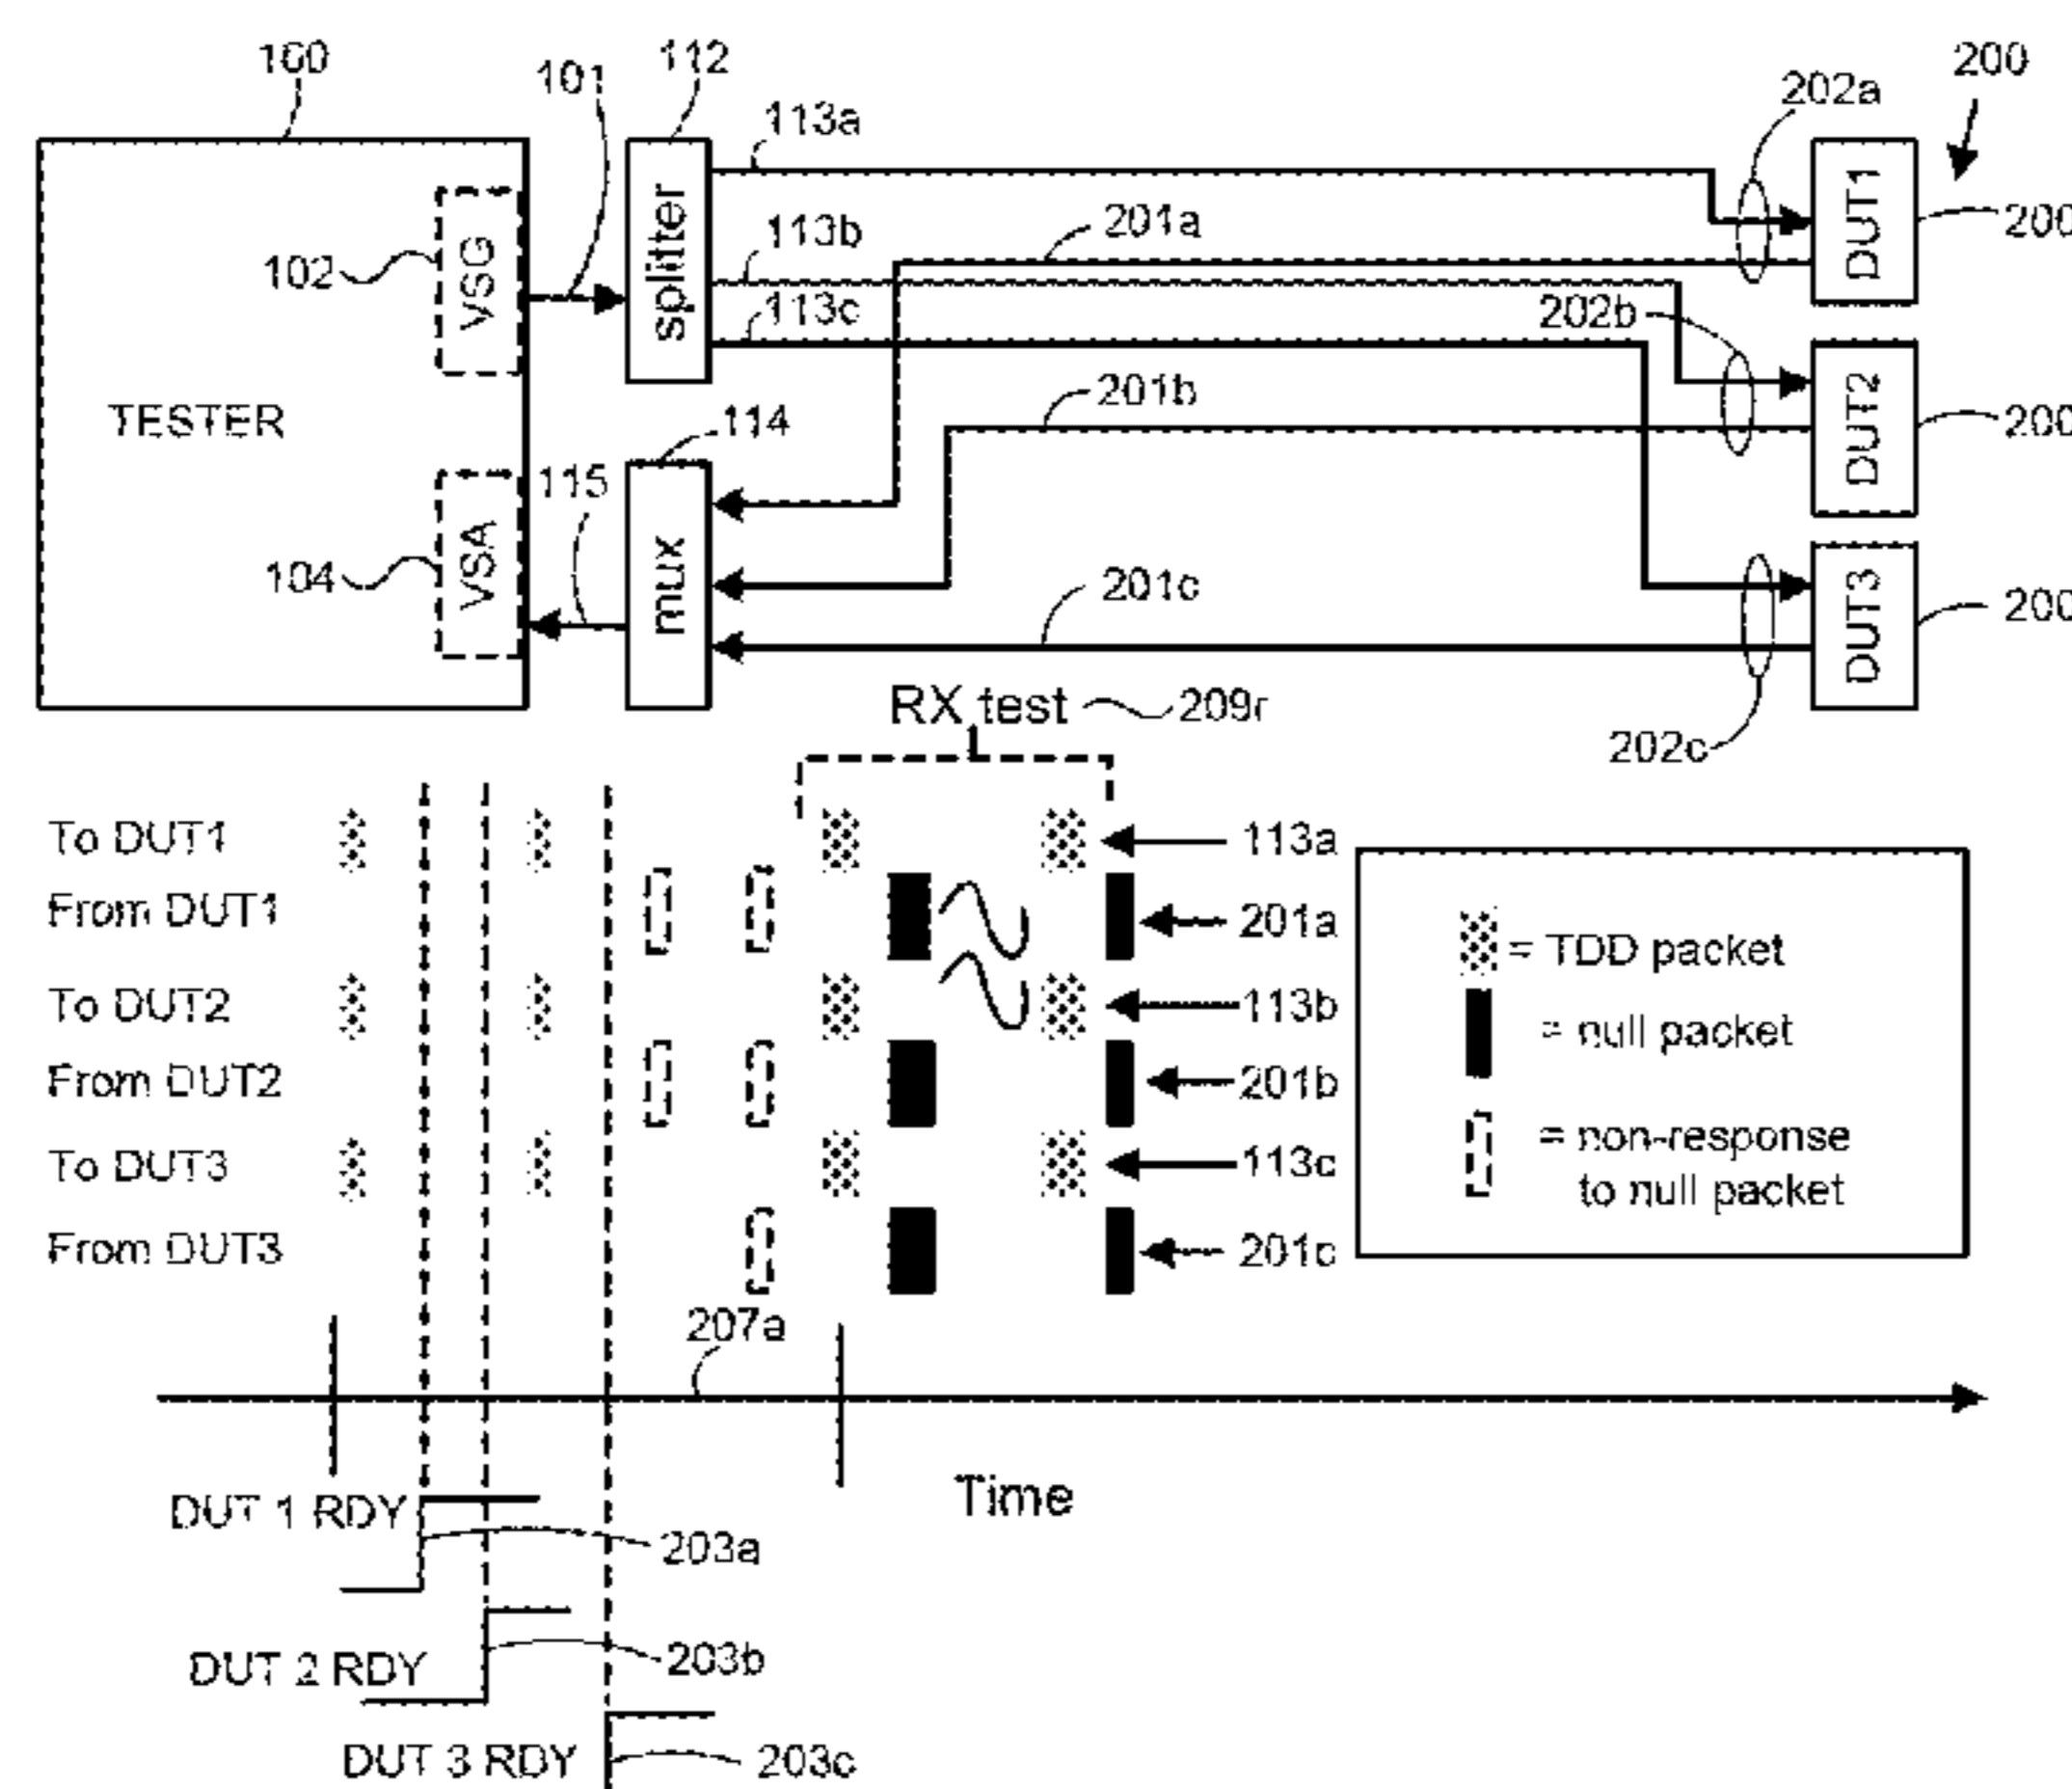 100
101
112
113a
202a
200
DUT1
200
VSG
102
splitter
113b
201a
113c
202b
TESTER
201b
DUT2
200
114
115
VSA
104
mux
201c
DUT3
200
202c
RX test
209r
To DUT1
113a
From DUT1
201a
To DUT2
113b
From DUT2
201b
To DUT3
113c
From DUT3
201c
= TDD packet
= null packet
= non-response
to null packet
207a
Time
DUT 1 RDY
203a
DUT 2 RDY
203b
DUT 3 RDY
203c